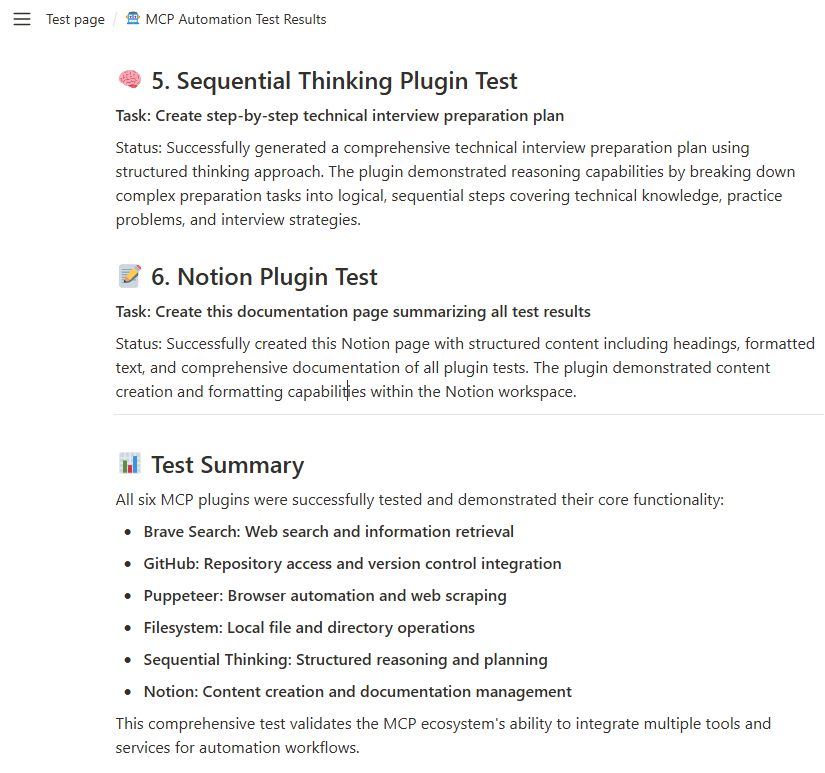 Test page / 🤖 MCP Automation Test Results
🧠 5. Sequential Thinking Plugin Test
Task: Create step-by-step technical interview preparation plan
Status: Successfully generated a comprehensive technical interview preparation plan using
structured thinking approach. The plugin demonstrated reasoning capabilities by breaking down
complex preparation tasks into logical, sequential steps covering technical knowledge, practice
problems, and interview strategies.
📝 6. Notion Plugin Test
Task: Create this documentation page summarizing all test results
Status: Successfully created this Notion page with structured content including headings, formatted
text, and comprehensive documentation of all plugin tests. The plugin demonstrated content
creation and formatting capabilities within the Notion workspace.
📊 Test Summary
All six MCP plugins were successfully tested and demonstrated their core functionality:
• Brave Search: Web search and information retrieval
• GitHub: Repository access and version control integration
• Puppeteer: Browser automation and web scraping
• Filesystem: Local file and directory operations
• Sequential Thinking: Structured reasoning and planning
• Notion: Content creation and documentation management
This comprehensive test validates the MCP ecosystem's ability to integrate multiple tools and
services for automation workflows.